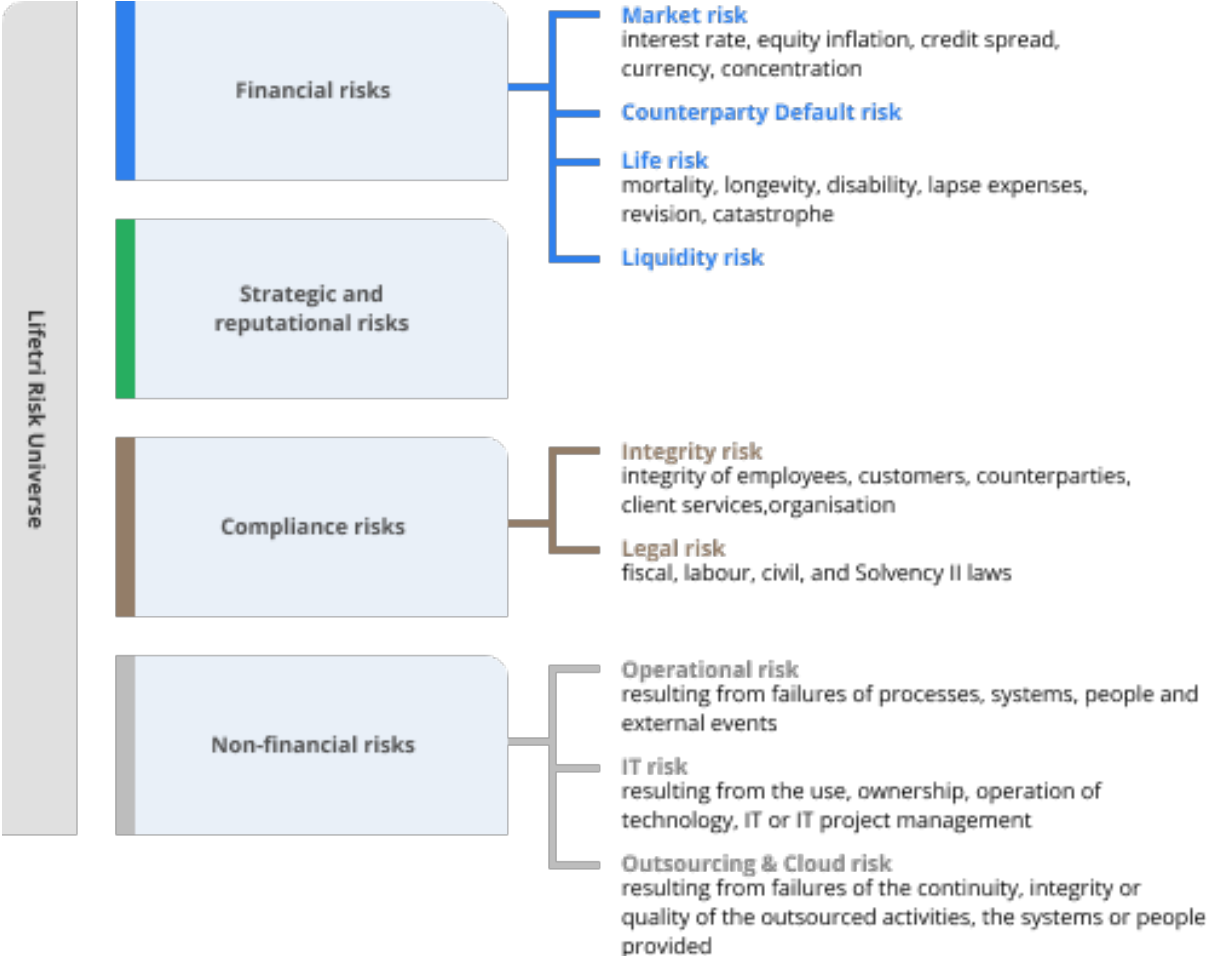 Lifetri Risk Universe
Financial risks
Market risk
interest rate, equity inflation, credit spread,
currency, concentration
Counterparty Default risk
Life risk
mortality, longevity, disability, lapse expenses,
revision, catastrophe
Liquidity risk
Strategic and
reputational risks
Compliance risks
Integrity risk
integrity of employees, customers, counterparties,
client services,organisation
Legal risk
fiscal, labour, civil, and Solvency II laws
Non-financial risks
Operational risk
resulting from failures of processes, systems, people and
external events
IT risk
resulting from the use, ownership, operation of
technology, IT or IT project management
Outsourcing & Cloud risk
resulting from failures of the continuity, integrity or
quality of the outsourced activities, the systems or people
provided